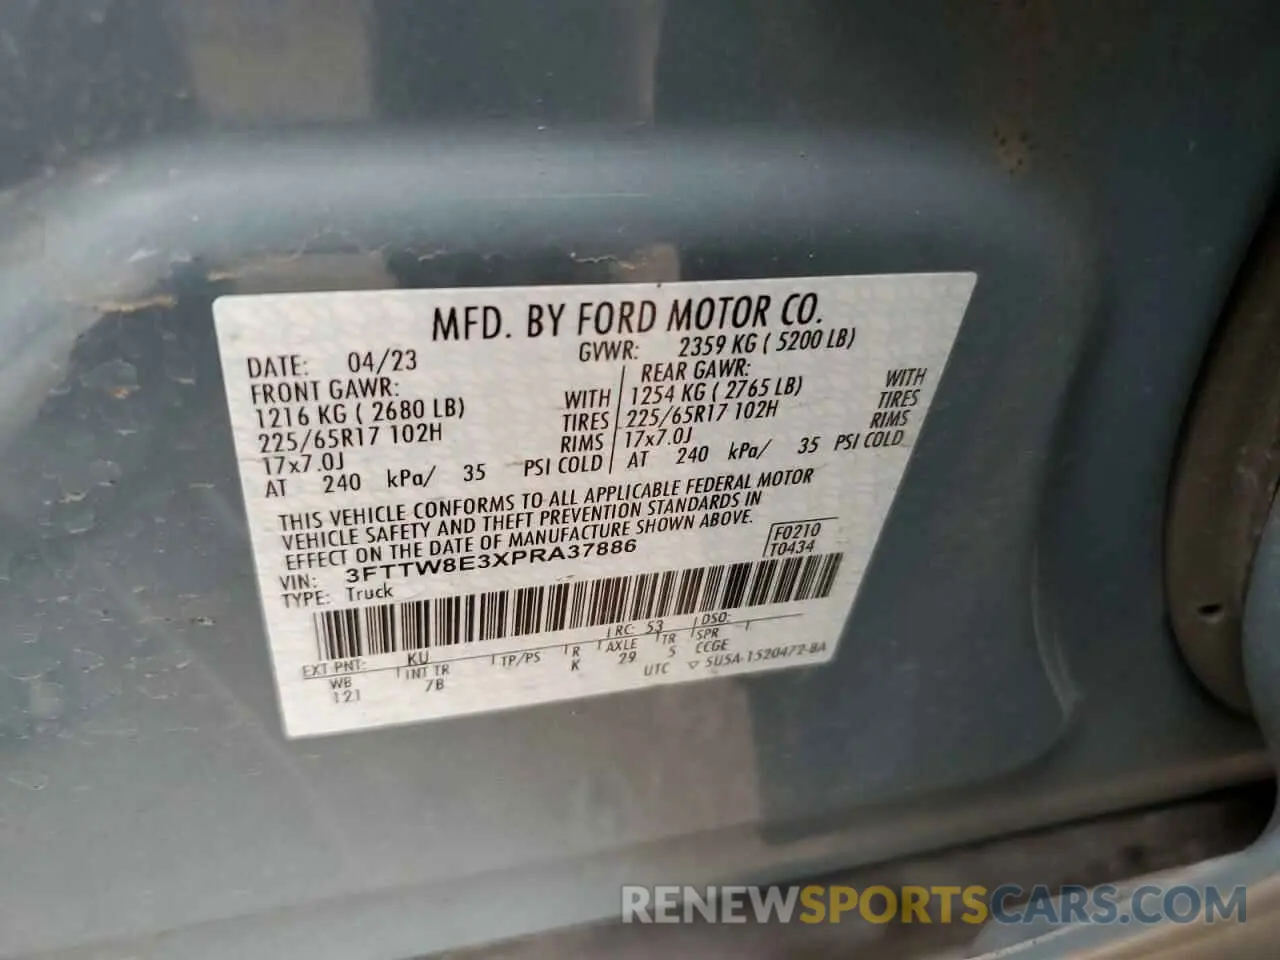 MFD. BY FORD MOTOR CO.
DATE: 04/23 GVWR: 2359 KG ( 5200 LB)
FRONT GAWR: REAR GAWR:
1216 KG ( 2680 LB) WITH 1254 KG ( 2765 LB) WITH
225/65R17 102H TIRES 225/65R17 102H TIRES
17x7.0J RIMS 17x7.0J RIMS
AT 240 kPa/ 35 PSI COLD AT 240 kPa/ 35 PSI COLD
THIS VEHICLE CONFORMS TO ALL APPLICABLE FEDERAL MOTOR
VEHICLE SAFETY AND THEFT PREVENTION STANDARDS IN
EFFECT ON THE DATE OF MANUFACTURE SHOWN ABOVE.
VIN: 3FTTW8E3XPRA37886 F0210
TYPE: Truck T0434
EXT PNT: KU RC: 53 DSO:
WB INT TR TP/PS R AXLE TR SPR
121 7B K 29 5 CCGE
UTC ▽ 5U5A-1520472-BA
RENEWSPORTSCARS.COM